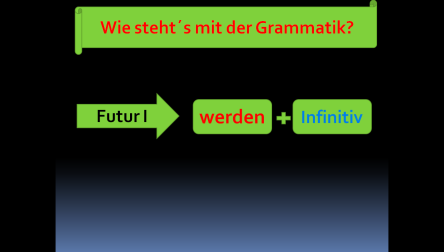 Wie steht´s mit der Grammatik?
Futur I werden + Infinitiv